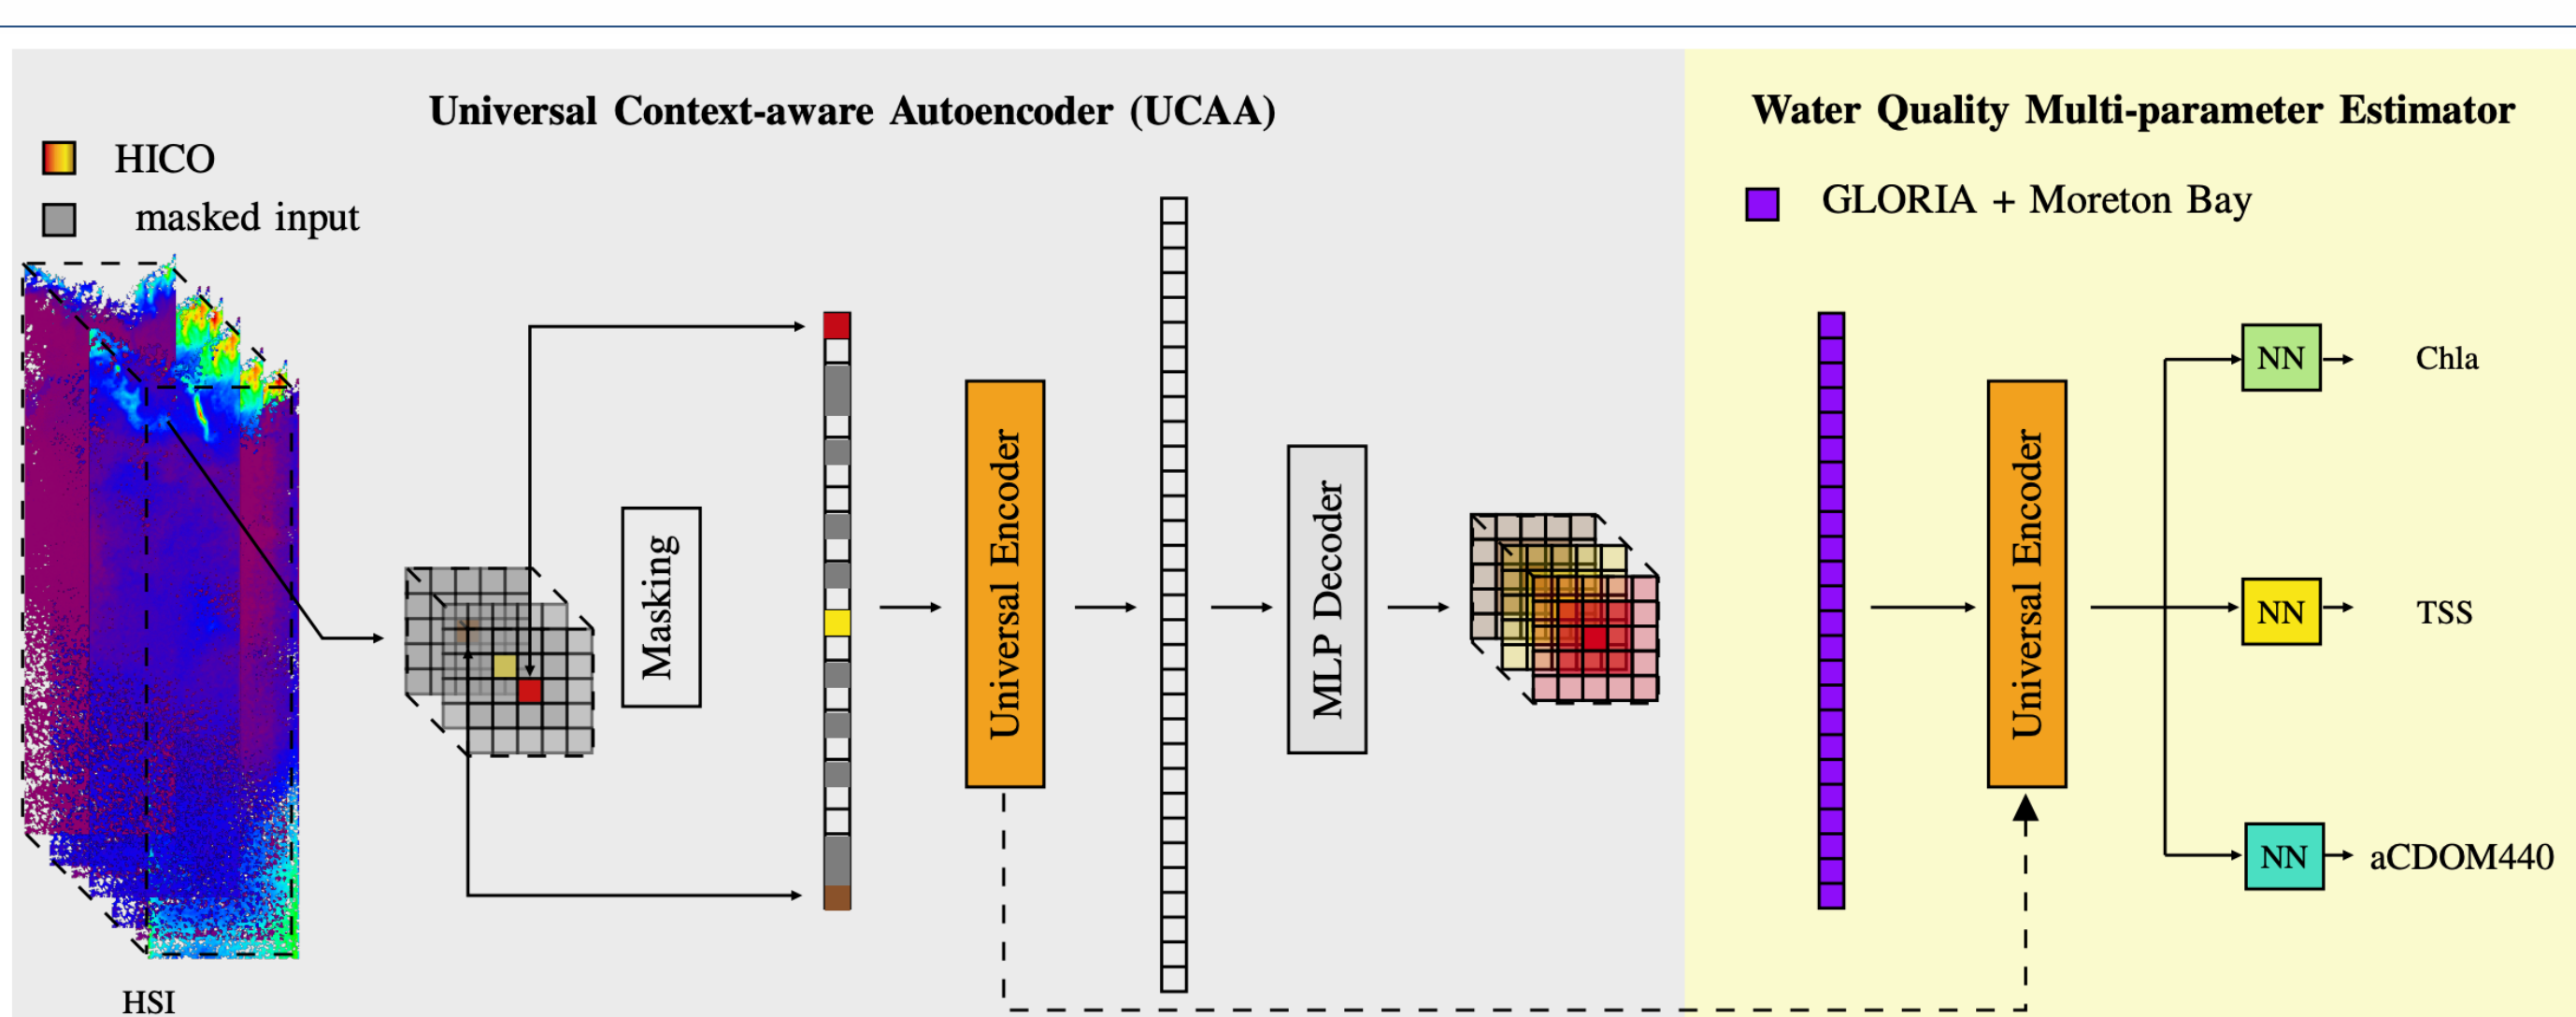 Universal Context-aware Autoencoder (UCAA)
HICO
masked input
HSI
Masking
Universal Encoder
MLP Decoder
Water Quality Multi-parameter Estimator
GLORIA + Moreton Bay
Universal Encoder
NN
Chla
NN
TSS
NN
aCDOM440